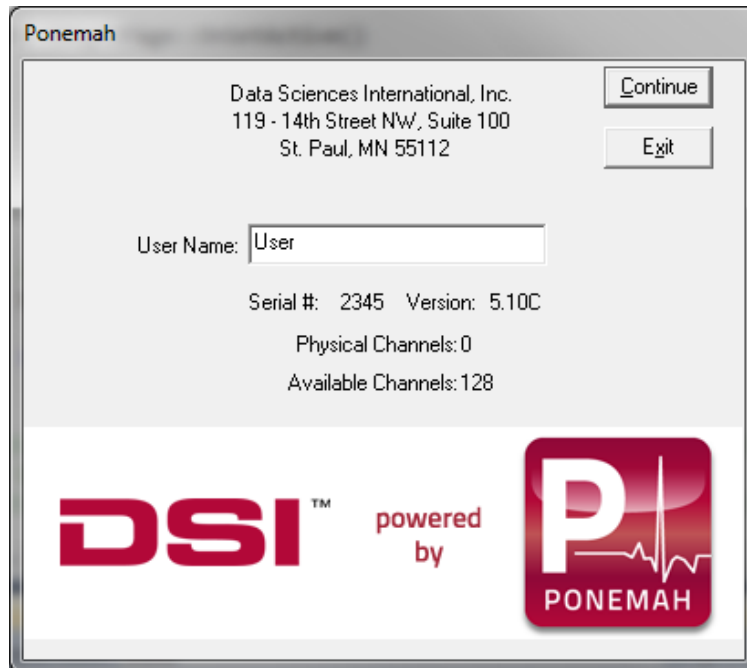 Ponemah
Data Sciences International, Inc.
119 - 14th Street NW, Suite 100
St. Paul, MN 55112
Continue
Exit
User Name: User
Serial #: 2345 Version: 5.10C
Physical Channels: 0
Available Channels: 128
DSI™
powered
by
P
PONEMAH